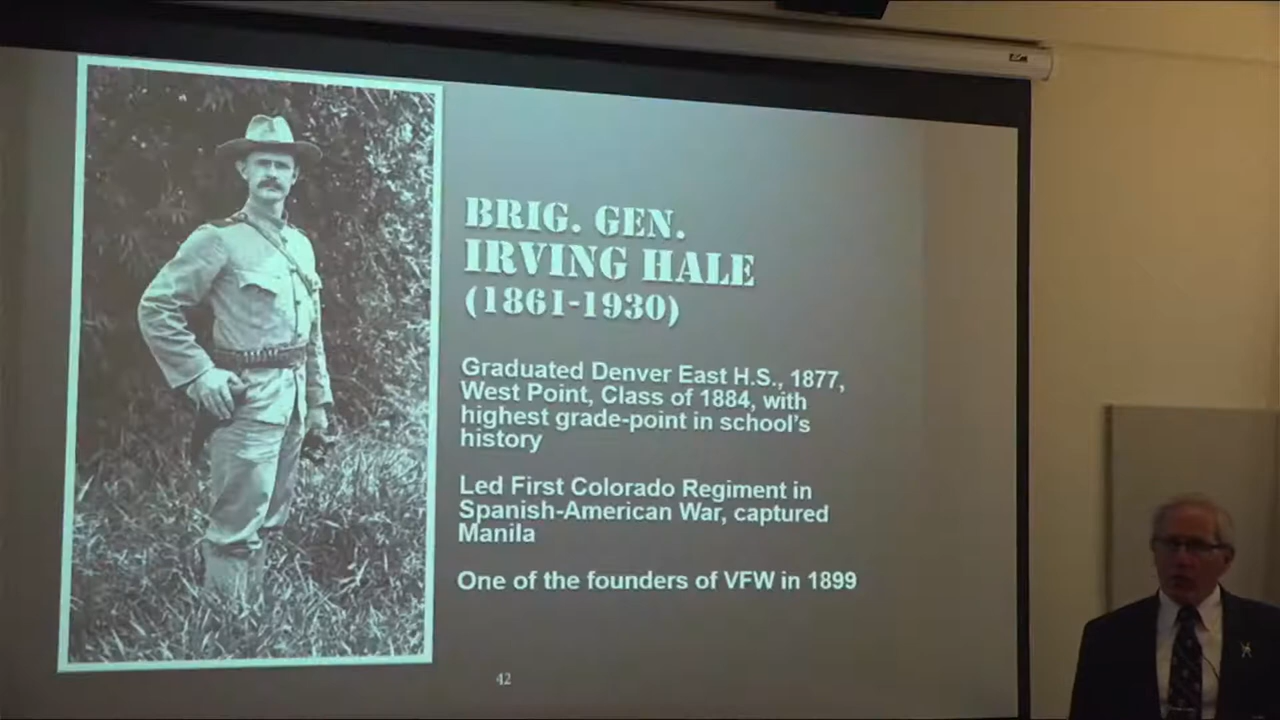 BRIG. GEN.
IRVING HALE
(1861-1930)
Graduated Denver East H.S., 1877,
West Point, Class of 1884, with
highest grade-point in school's
history
Led First Colorado Regiment in
Spanish-American War, captured
Manila
One of the founders of VFW in 1899
42